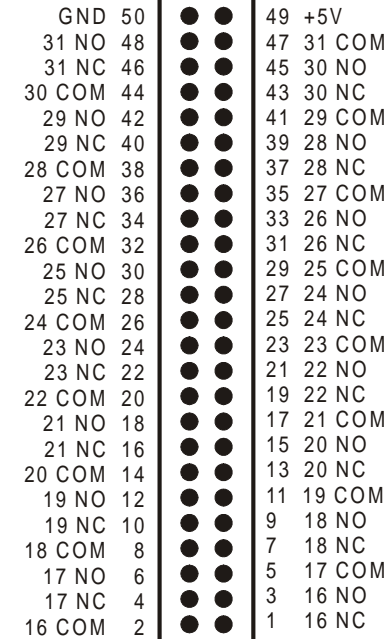 GND 50 49 +5V
31 NO 48 47 31 COM
31 NC 46 45 30 NO
30 COM 44 43 30 NC
29 NO 42 41 29 COM
29 NC 40 39 28 NO
28 COM 38 37 28 NC
27 NO 36 35 27 COM
27 NC 34 33 26 NO
26 COM 32 31 26 NC
25 NO 30 29 25 COM
25 NC 28 27 24 NO
24 COM 26 25 24 NC
23 NO 24 23 23 COM
23 NC 22 21 22 NO
22 COM 20 19 22 NC
21 NO 18 17 21 COM
21 NC 16 15 20 NO
20 COM 14 13 20 NC
19 NO 12 11 19 COM
19 NC 10 9 18 NO
18 COM 8 7 18 NC
17 NO 6 5 17 COM
17 NC 4 3 16 NO
16 COM 2 1 16 NC